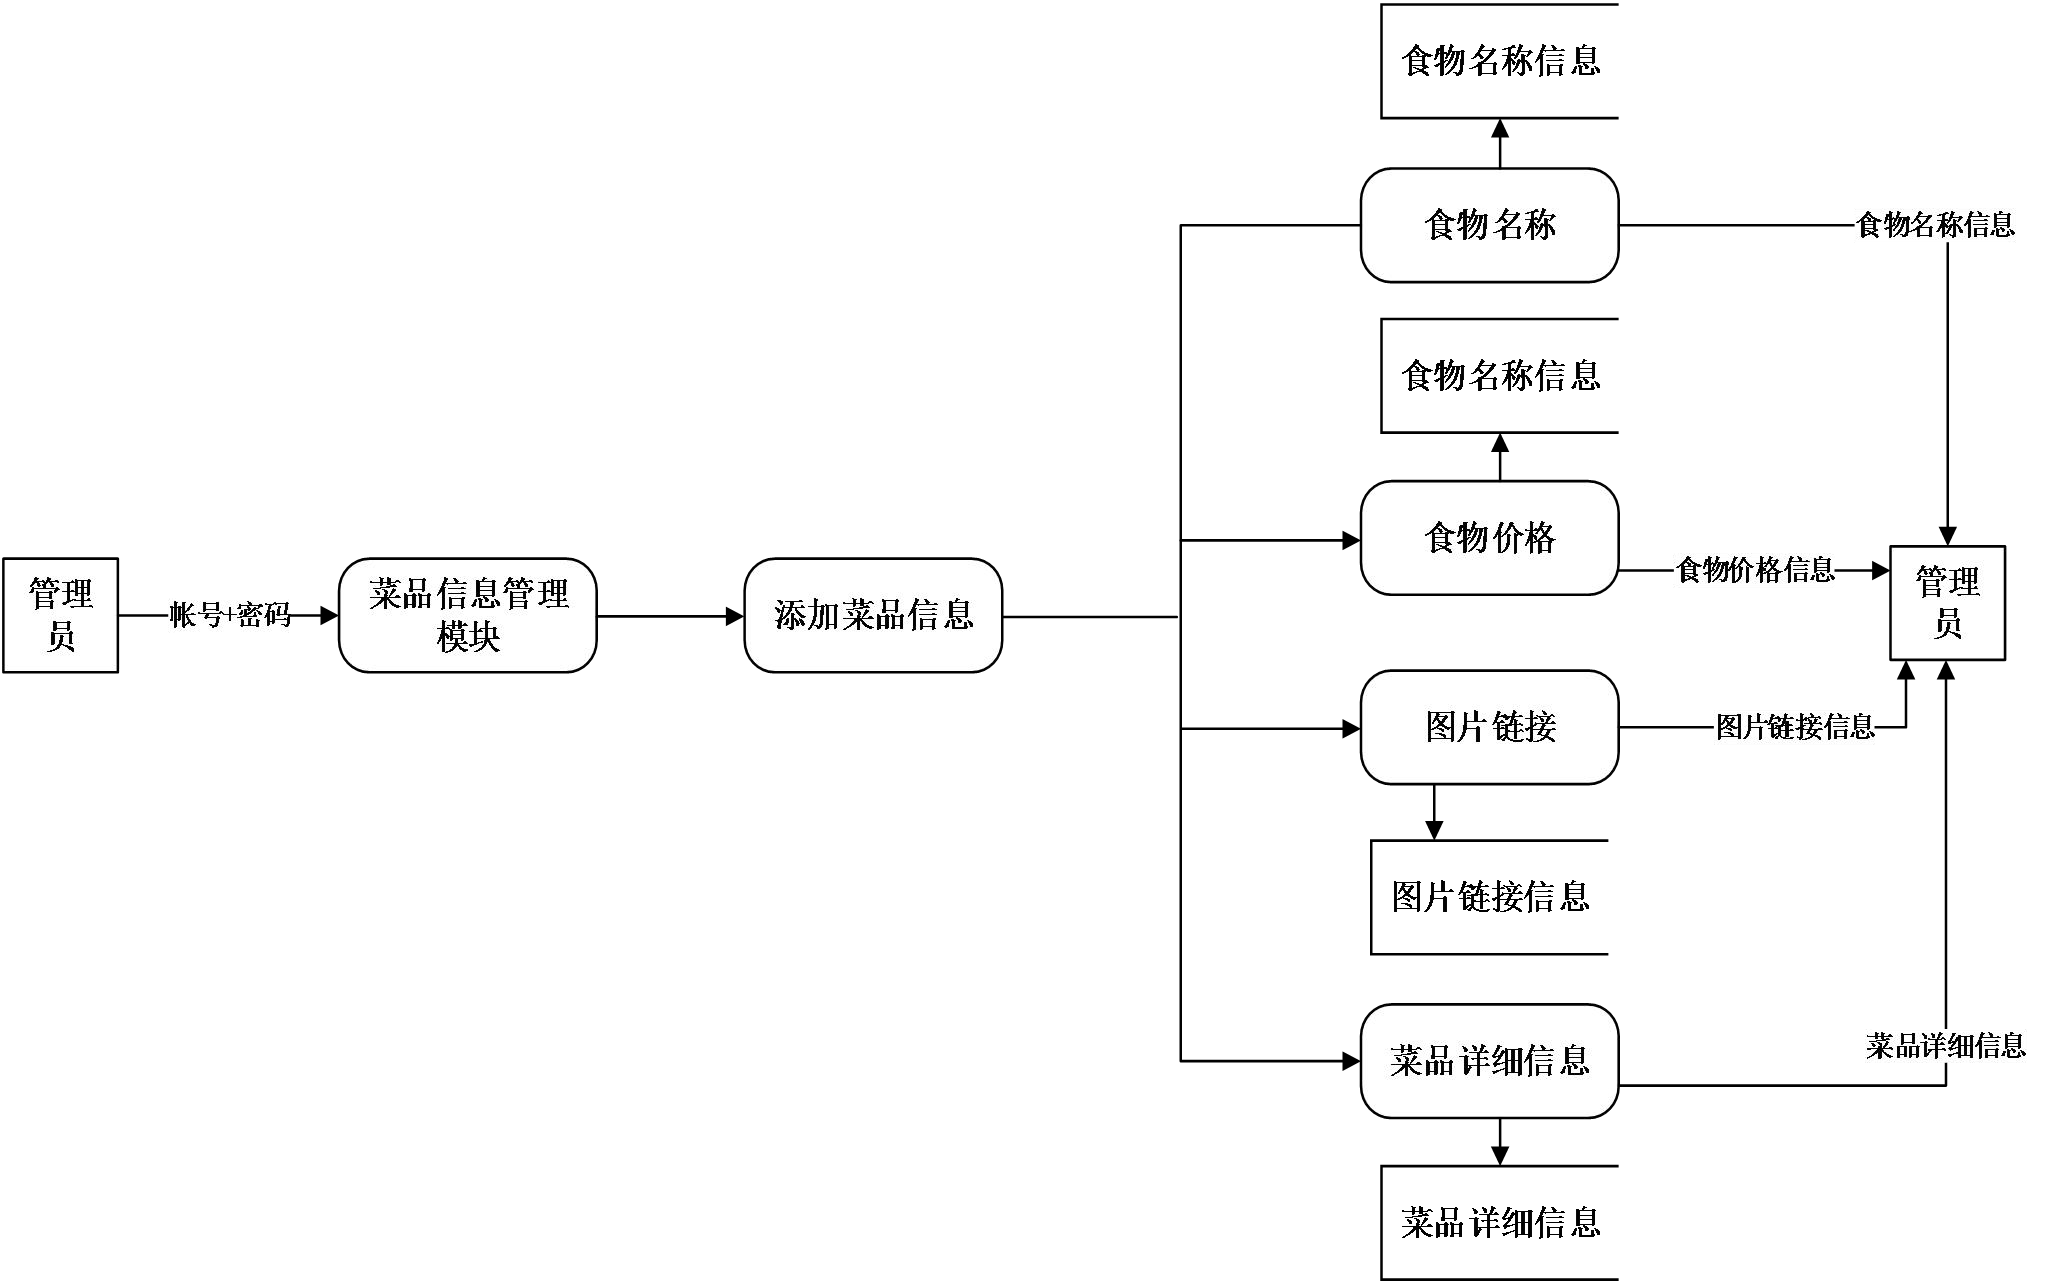 食物名称信息
食物名称
食物名称信息
食物名称信息
食物价格
食物价格信息
管理
员
帐号+密码
菜品信息管理
模块
添加菜品信息
管理
员
图片链接
图片链接信息
图片链接信息
菜品详细信息
菜品详细信息
菜品详细信息